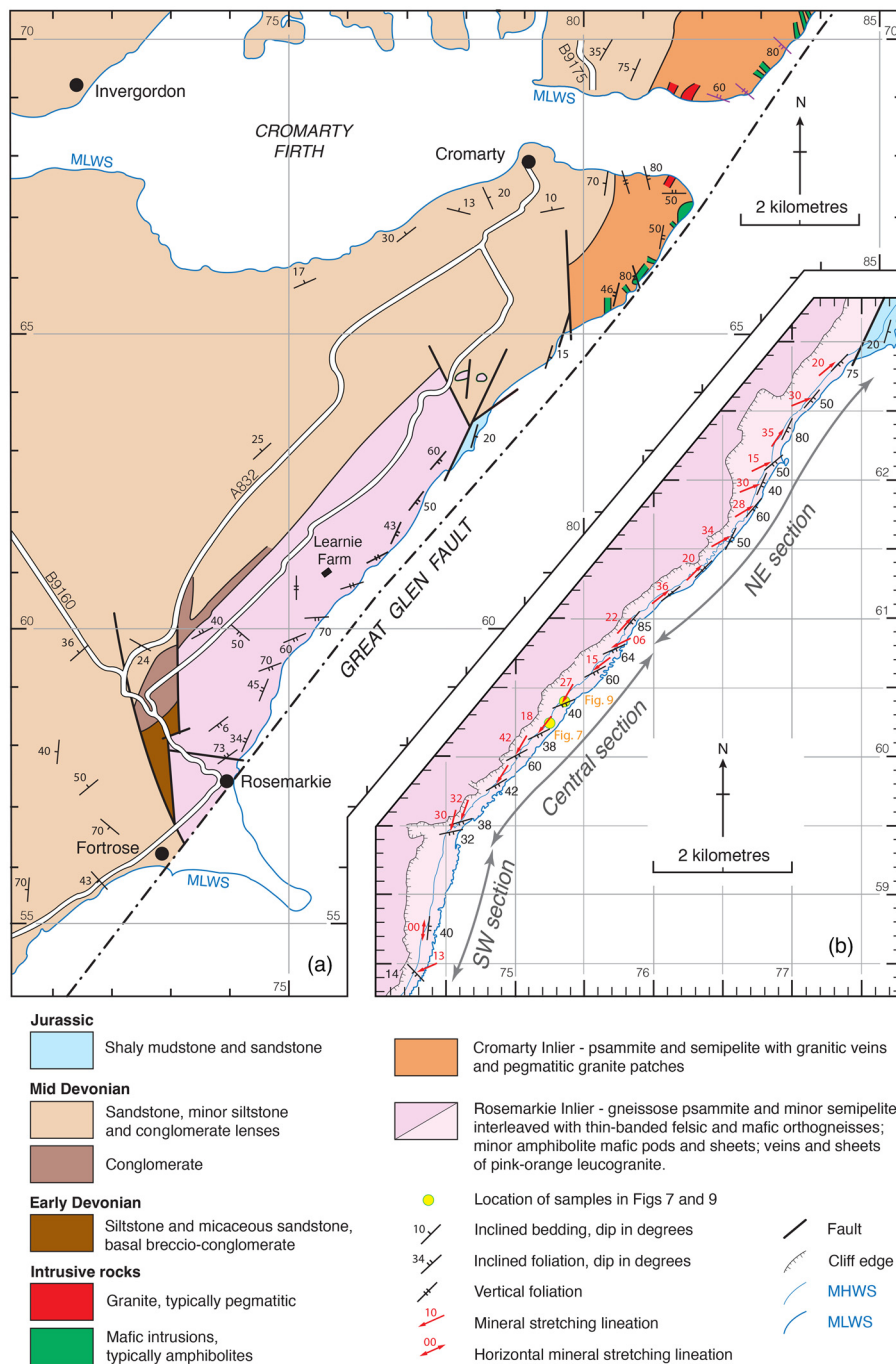 70
75
80
85
70
Invergordon
CROMARTY
FIRTH
MLWS
B9175
35
75
MLWS
60
80
N
2 kilometres
Cromarty
MLWS
20
13
10
30
17
70
80
50
50
80
46
15
65
65
85
25
A832
20
60
50
43
Learnie
Farm
GREAT GLEN FAULT
80
60
60
B9160
36
24
40
50
70
60
70
45
6
34
73
40
50
70
Rosemarkie
Fortrose
43
70
MLWS
55
55
75
(a)
20
20
75
30
50
35
80
15
50
30
40
28
60
62
34
50
20
NE section
36
61
22
85
06
15
64
60
27
Fig. 9
40
18
Fig. 7
38
42
60
60
42
Central section
N
32
30
38
32
2 kilometres
59
SW section
00
40
13
14
75
76
77
(b)
Jurassic
Shaly mudstone and sandstone
Mid Devonian
Sandstone, minor siltstone
and conglomerate lenses
Conglomerate
Early Devonian
Siltstone and micaceous sandstone,
basal breccio-conglomerate
Intrusive rocks
Granite, typically pegmatitic
Mafic intrusions,
typically amphibolites
Cromarty Inlier - psammite and semipelite with granitic veins
and pegmatitic granite patches
Rosemarkie Inlier - gneissose psammite and minor semipelite
interleaved with thin-banded felsic and mafic orthogneisses;
minor amphibolite mafic pods and sheets; veins and sheets
of pink-orange leucogranite.
Location of samples in Figs 7 and 9
10
Inclined bedding, dip in degrees
34
Inclined foliation, dip in degrees
Vertical foliation
10
Mineral stretching lineation
00
Horizontal mineral stretching lineation
Fault
Cliff edge
MHWS
MLWS